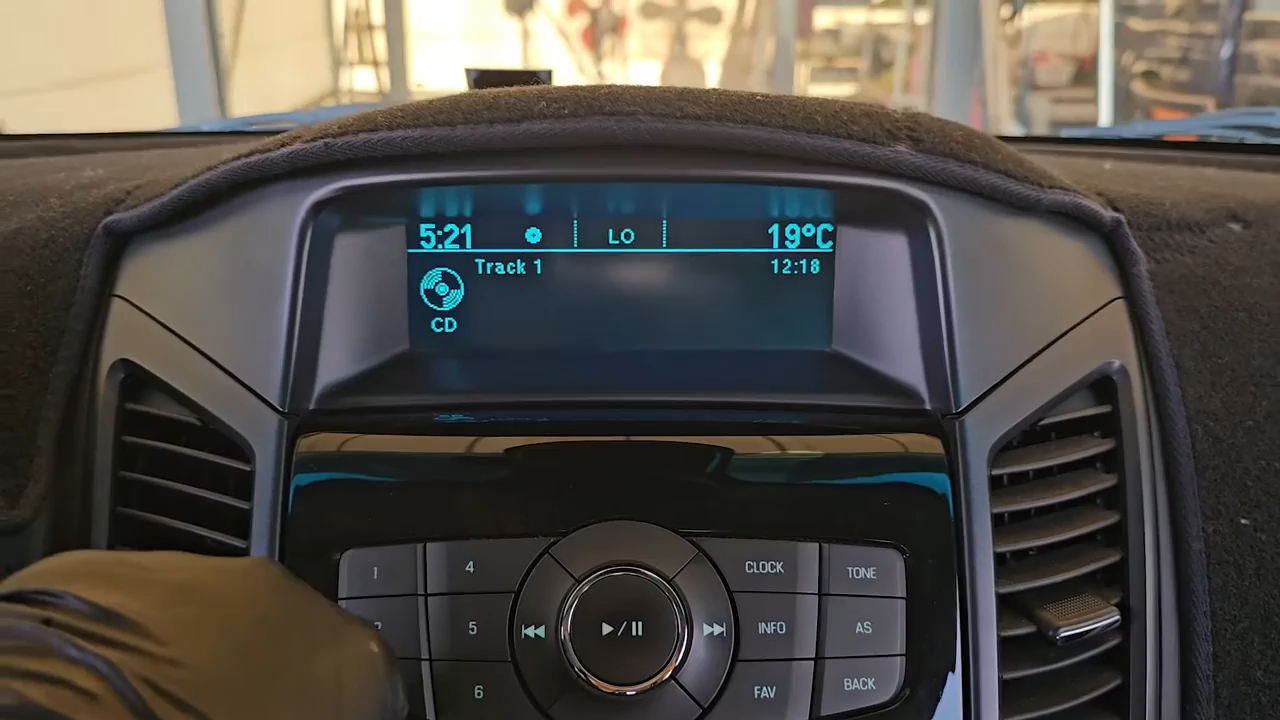 5:21 LO 19°C
Track 1 12:18
CD
1 4 CLOCK TONE
2 5 INFO AS
6 FAV BACK